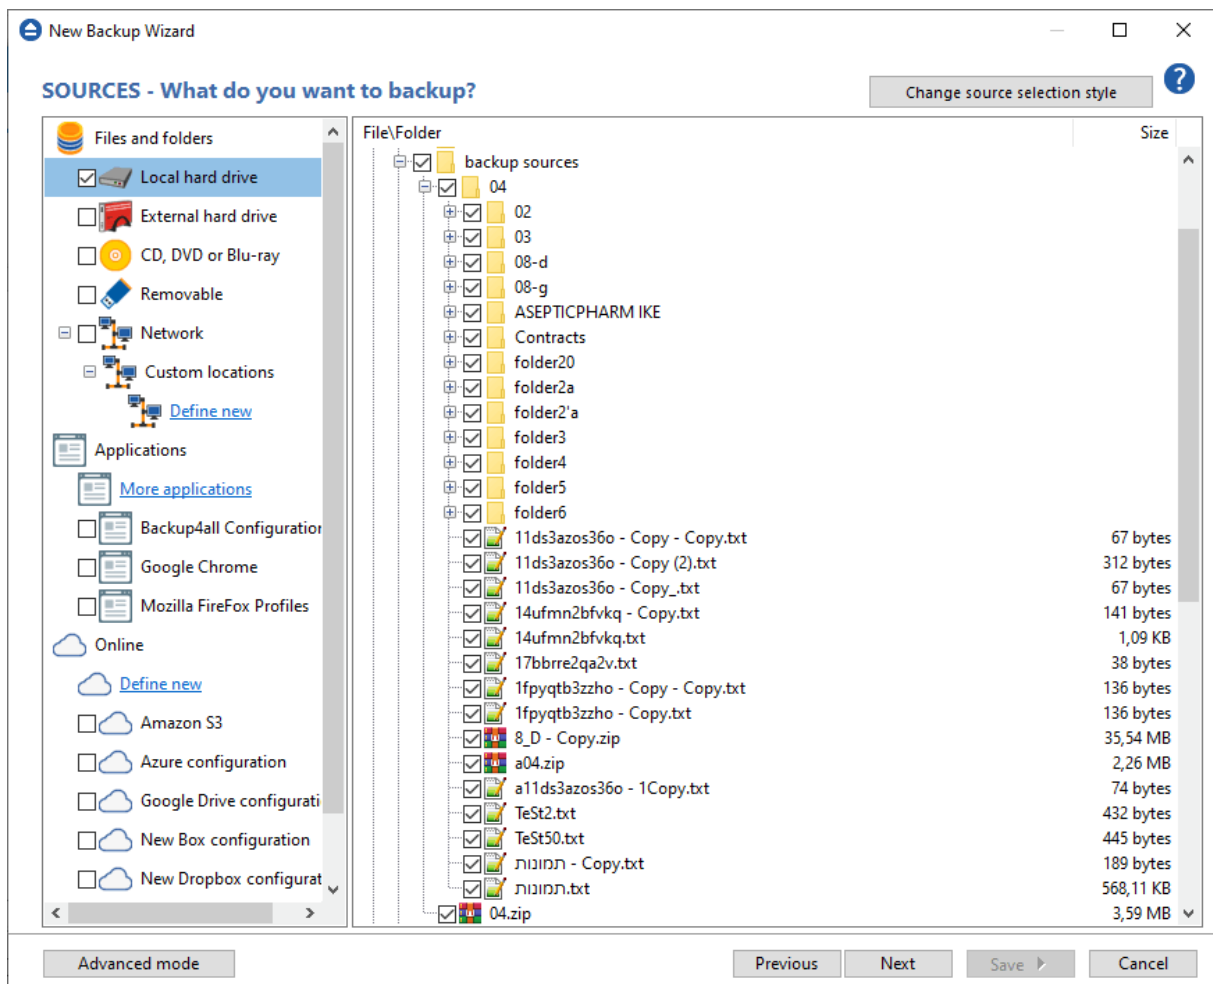 New Backup Wizard
SOURCES - What do you want to backup?
Change source selection style
?
Files and folders
Local hard drive
External hard drive
CD, DVD or Blu-ray
Removable
Network
Custom locations
Define new
Applications
More applications
Backup4all Configuration
Google Chrome
Mozilla FireFox Profiles
Online
Define new
Amazon S3
Azure configuration
Google Drive configurati
New Box configuration
New Dropbox configurat
File\Folder Size
backup sources
04
02
03
08-d
08-g
ASEPTICPHARM IKE
Contracts
folder20
folder2a
folder2'a
folder3
folder4
folder5
folder6
11ds3azos36o - Copy - Copy.txt 67 bytes
11ds3azos36o - Copy (2).txt 312 bytes
11ds3azos36o - Copy_.txt 67 bytes
14ufmn2bfvkq - Copy.txt 141 bytes
14ufmn2bfvkq.txt 1,09 KB
17bbrre2qa2v.txt 38 bytes
1fpyqtb3zzho - Copy - Copy.txt 136 bytes
1fpyqtb3zzho - Copy.txt 136 bytes
8_D - Copy.zip 35,54 MB
a04.zip 2,26 MB
a11ds3azos36o - 1Copy.txt 74 bytes
TeSt2.txt 432 bytes
TeSt50.txt 445 bytes
תמונות - Copy.txt 189 bytes
תמונות.txt 568,11 KB
04.zip 3,59 MB
Advanced mode
Previous
Next
Save
Cancel